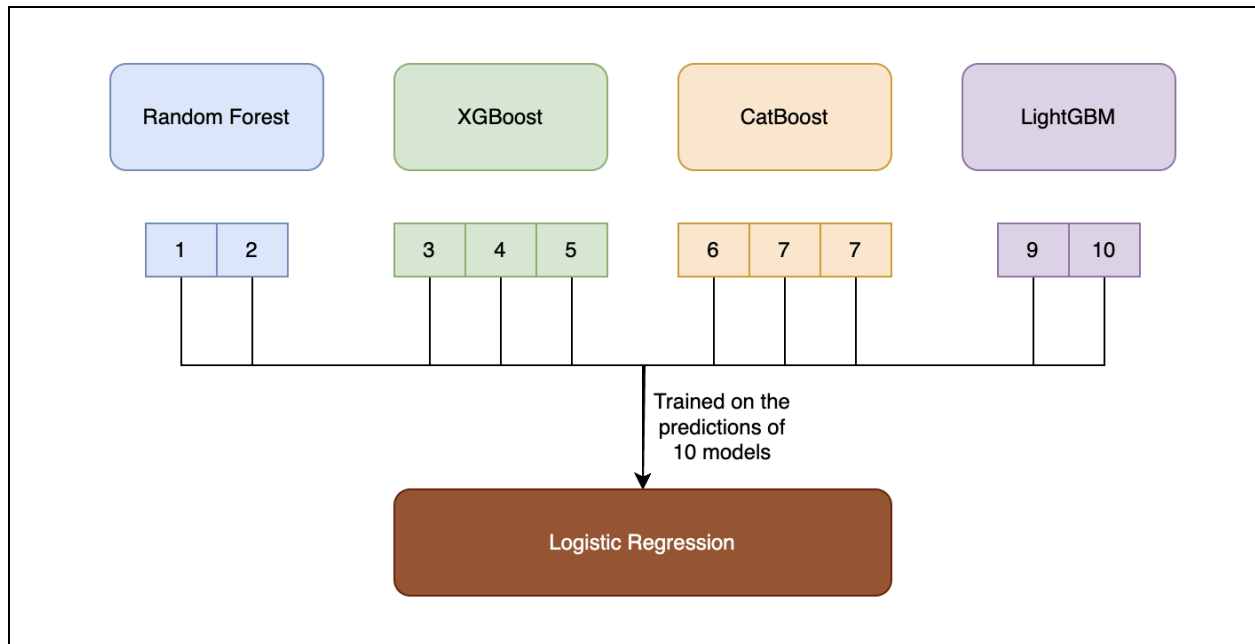 Random Forest
XGBoost
CatBoost
LightGBM
1 2
3 4 5
6 7 7
9 10
Trained on the
predictions of
10 models
Logistic Regression